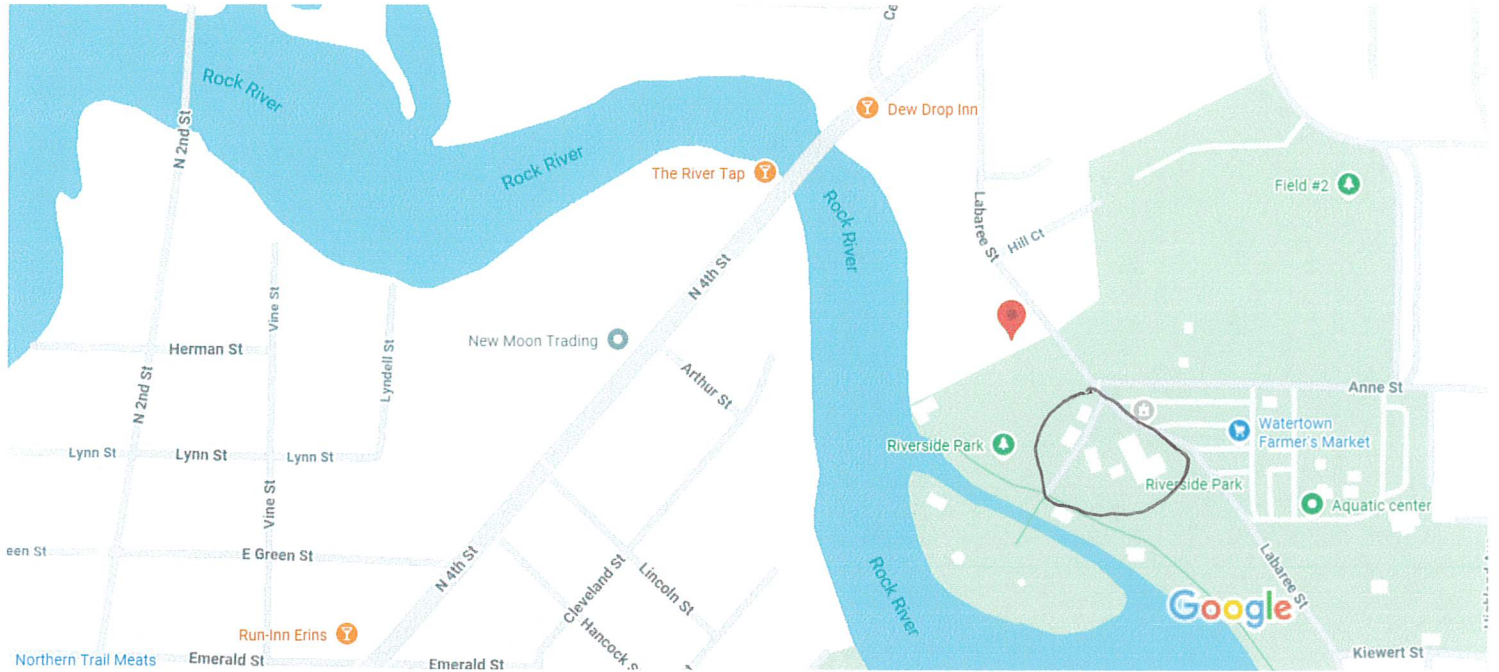 Rock River
N 2nd St
Ce
Dew Drop Inn
Rock River
The River Tap
Rock River
Field #2
Labaree St
Hill Ct
N 4th St
Vine St
New Moon Trading
Herman St
Lyndell St
Arthur St
Anne St
N 2nd St
Watertown
Farmer's Market
Riverside Park
Lynn St
Lynn St
Lynn St
Riverside Park
Vine St
Aquatic center
een St
E Green St
N 4th St
Cleveland St
Lincoln St
Rock River
Labaree St
Google
Run-Inn Erins
Hancock S
Northern Trail Meats
Emerald St
Emerald St
Kiewert St